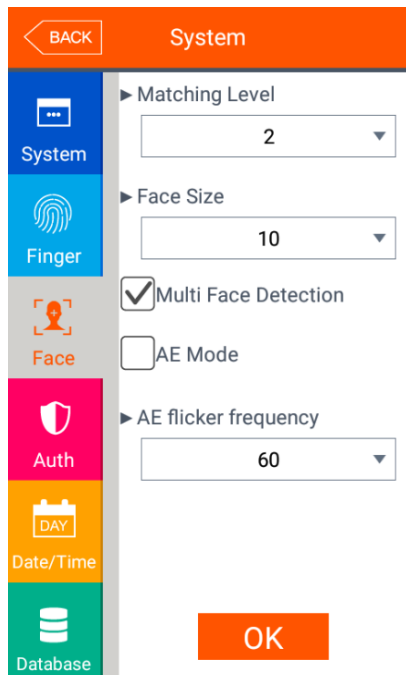 BACK
System
System
Finger
Face
Auth
DAY
Date/Time
Database
► Matching Level
2
► Face Size
10
Multi Face Detection
AE Mode
► AE flicker frequency
60
OK